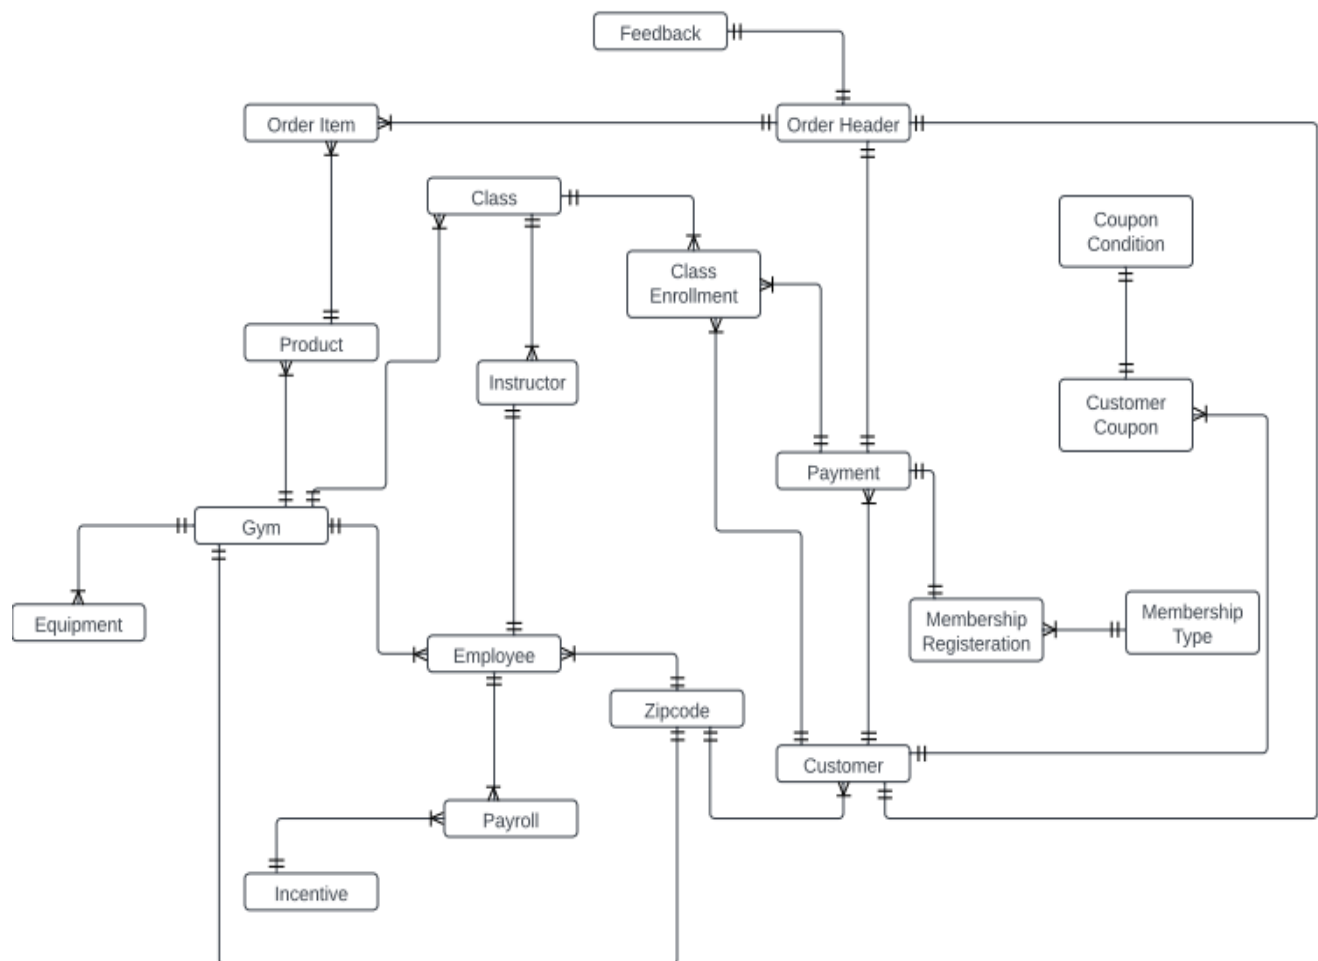 Feedback
Order Item
Order Header
Class
Coupon
Condition
Class
Enrollment
Product
Instructor
Customer
Coupon
Payment
Gym
Equipment
Membership
Registeration
Membership
Type
Employee
Zipcode
Customer
Payroll
Incentive